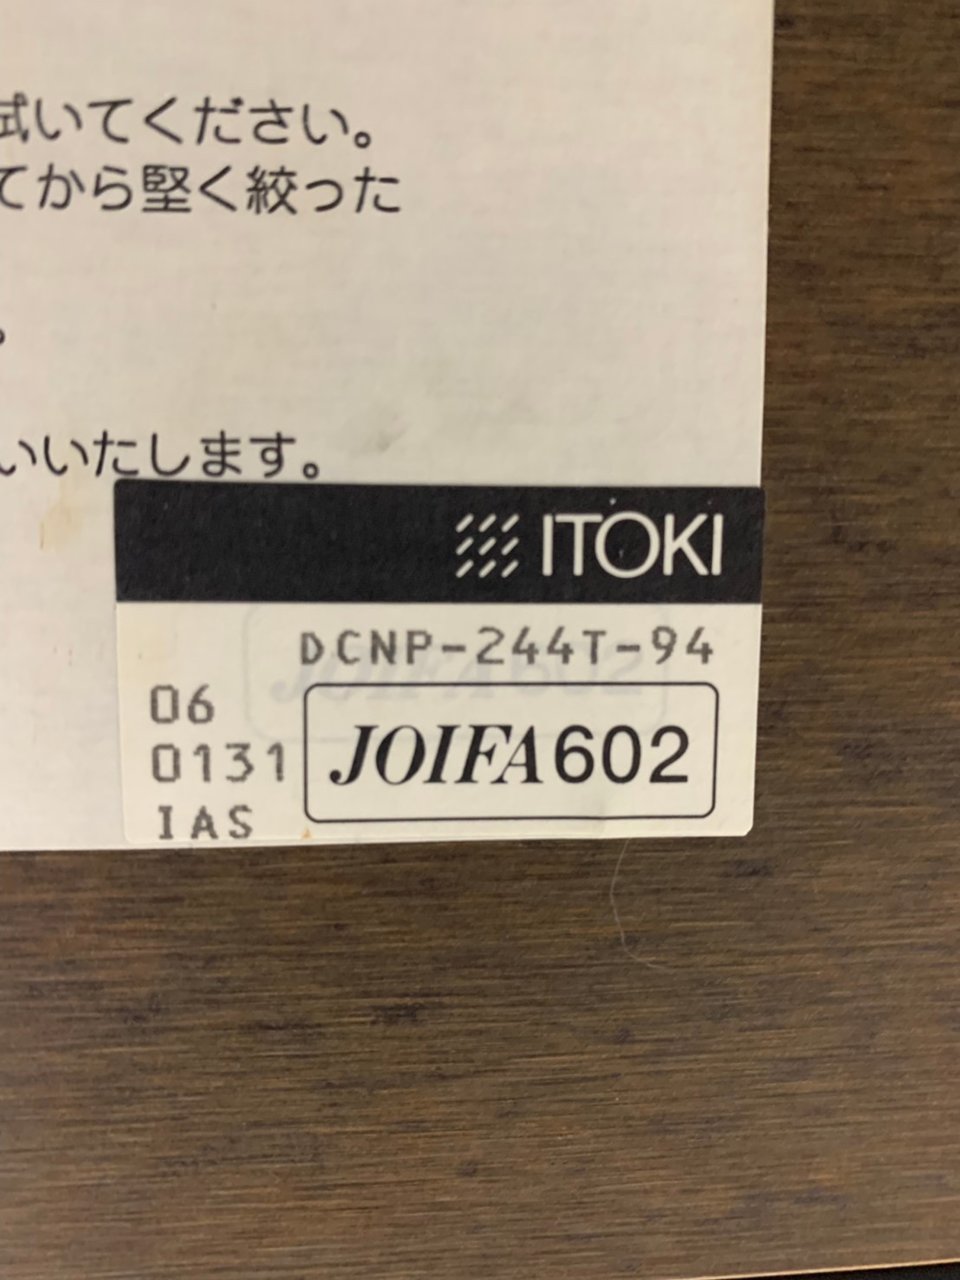 拭いてください。
てから堅く絞った
。
いいたします。
ITOKI
DCNP-244T-94
06
0131
IAS
JOIFA602